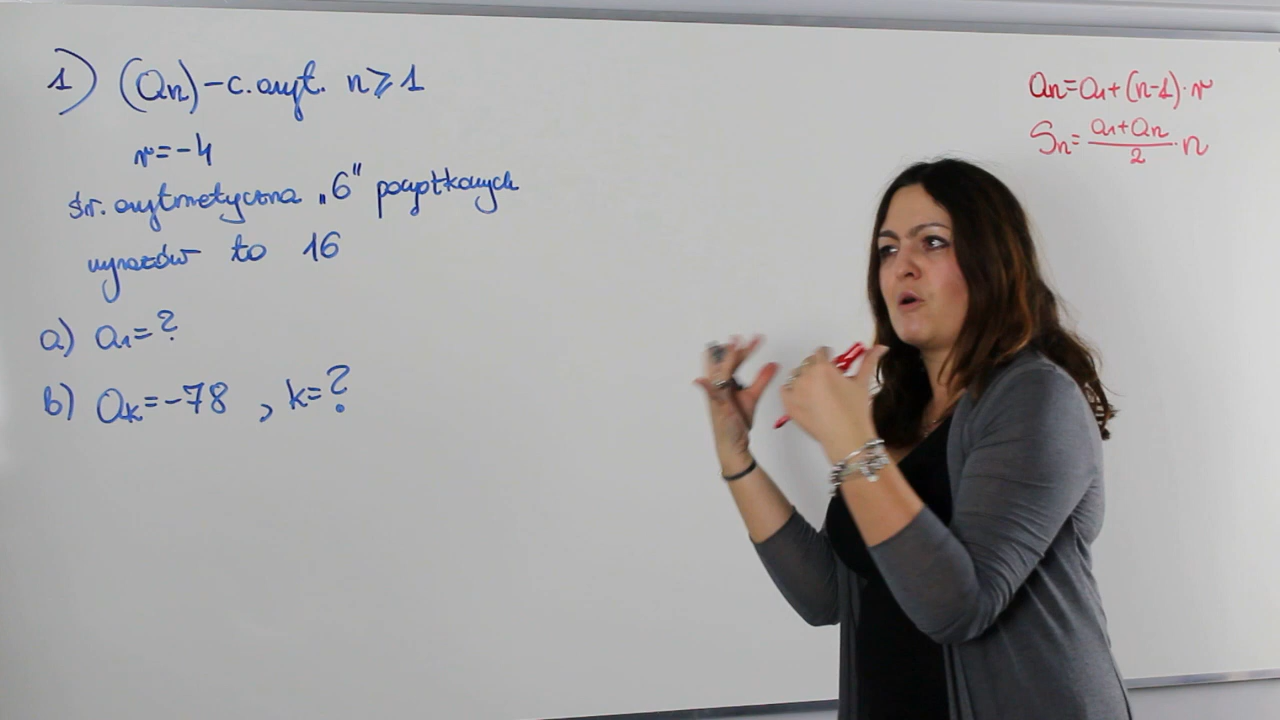 1) (an) - c. aryt. n ⩾ 1
r = -4
śr. arytmetyczna „6" początkowych
wyrazów to 16
a) a₁ = ?
b) aₖ = -78 , k = ?
aₙ = a₁ + (n-1)·r
Sₙ = (a₁ + aₙ)/2 · n